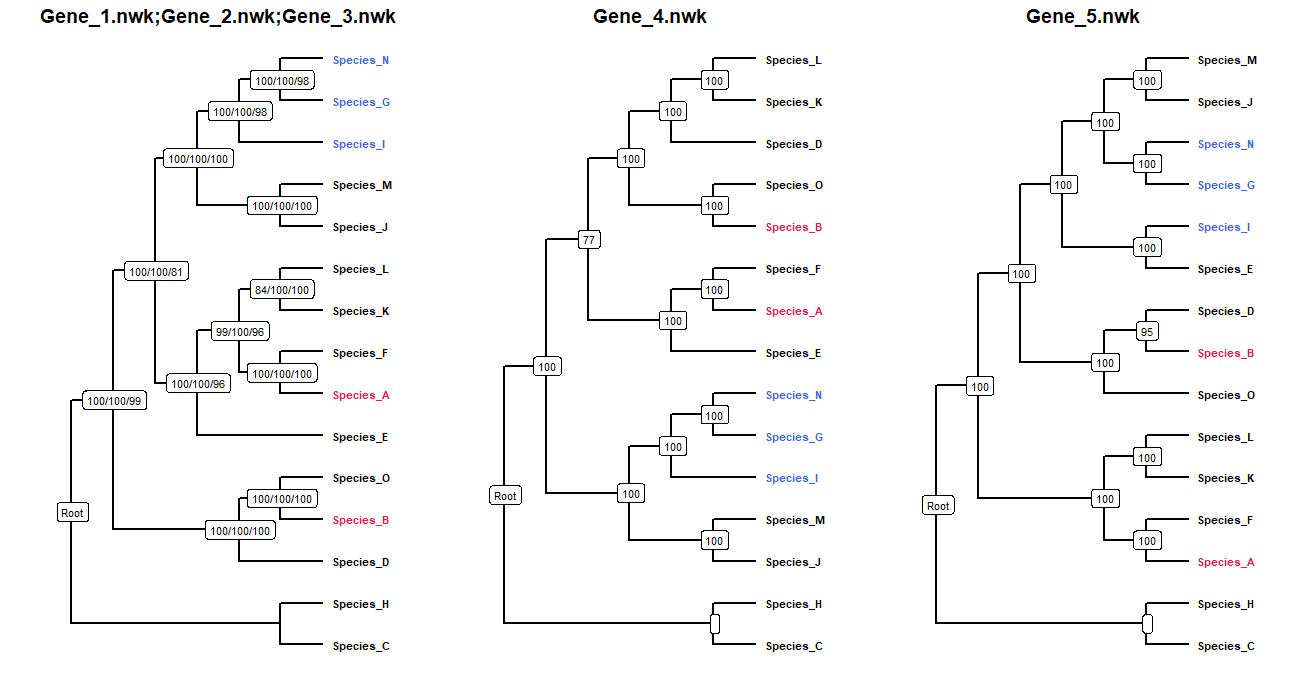 Gene_1.nwk;Gene_2.nwk;Gene_3.nwk
Species_N
100/100/98
Species_G
100/100/98
Species_I
100/100/100
Species_M
100/100/100
Species_J
100/100/81
Species_L
84/100/100
Species_K
99/100/96
Species_F
100/100/100
100/100/96
Species_A
100/100/99
Species_E
Species_O
100/100/100
Root
Species_B
100/100/100
Species_D
Species_H
Species_C
Gene_4.nwk
Species_L
100
Species_K
100
Species_D
100
Species_O
100
Species_B
77
Species_F
100
Species_A
100
Species_E
100
Species_N
100
Species_G
100
Species_I
100
Root
Species_M
100
Species_J
Species_H
Species_C
Gene_5.nwk
Species_M
100
Species_J
100
Species_N
100
Species_G
100
Species_I
100
Species_E
100
Species_D
95
Species_B
100
100
Species_O
Species_L
100
Species_K
100
Root
Species_F
100
Species_A
Species_H
Species_C